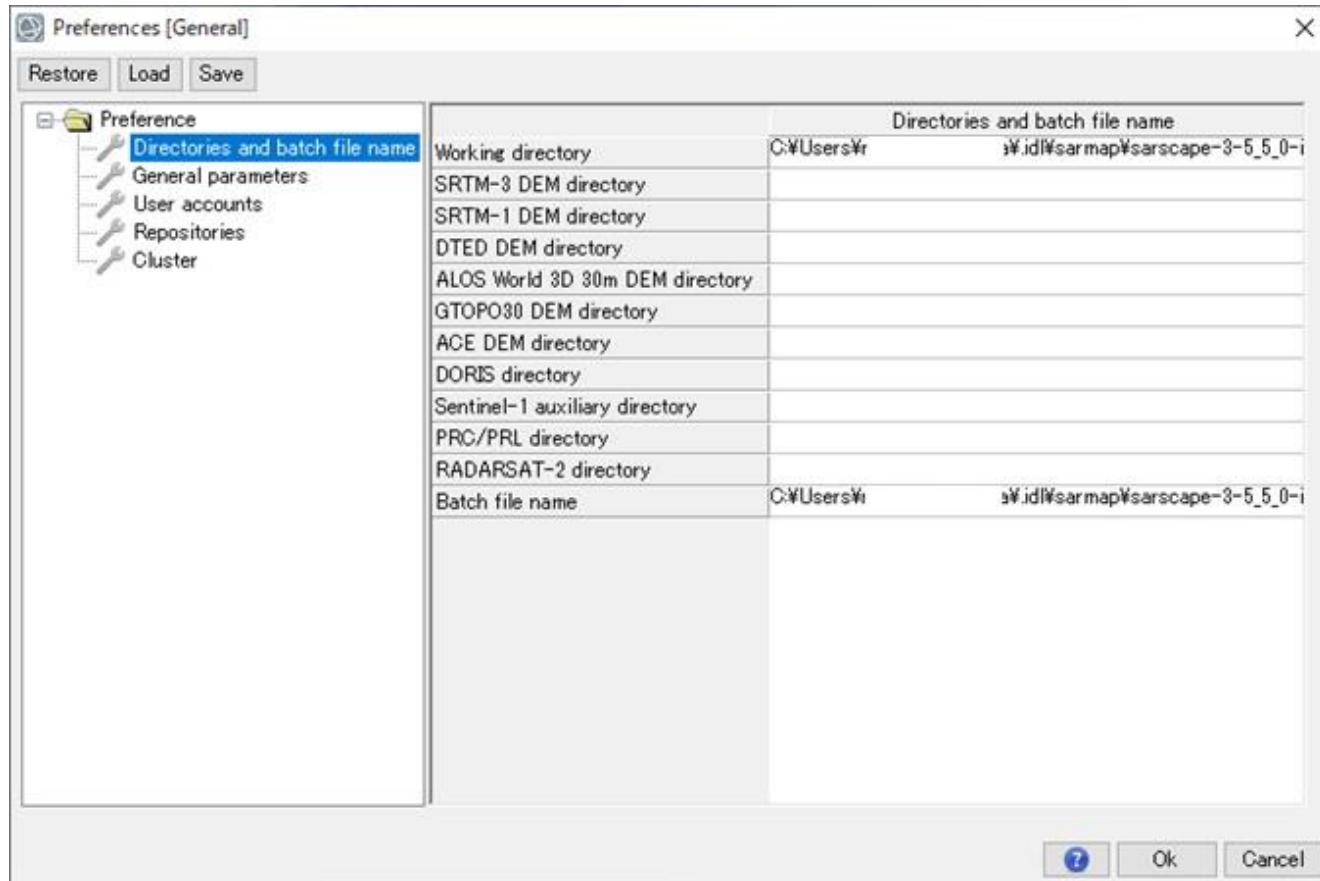 Preferences [General]
Restore Load Save
Preference
Directories and batch file name
General parameters
User accounts
Repositories
Cluster
Directories and batch file name
Working directory C:¥Users¥ ¥.idl¥sarmap¥sarscape-3-5_5_0-i
SRTM-3 DEM directory
SRTM-1 DEM directory
DTED DEM directory
ALOS World 3D 30m DEM directory
GTOPO30 DEM directory
ACE DEM directory
DORIS directory
Sentinel-1 auxiliary directory
PRC/PRL directory
RADARSAT-2 directory
Batch file name C:¥Users¥ ¥.idl¥sarmap¥sarscape-3-5_5_0-i
? Ok Cancel